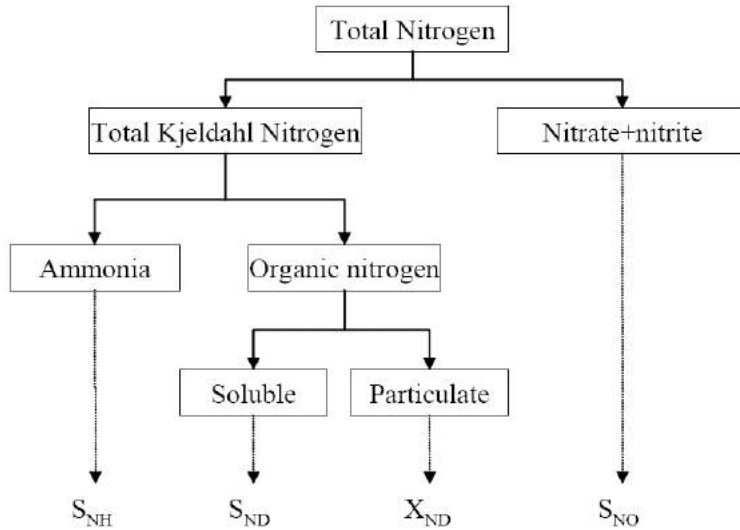 Total Nitrogen
Total Kjeldahl Nitrogen
Nitrate+nitrite
Ammonia
Organic nitrogen
Soluble
Particulate
S_NH
S_ND
X_ND
S_NO